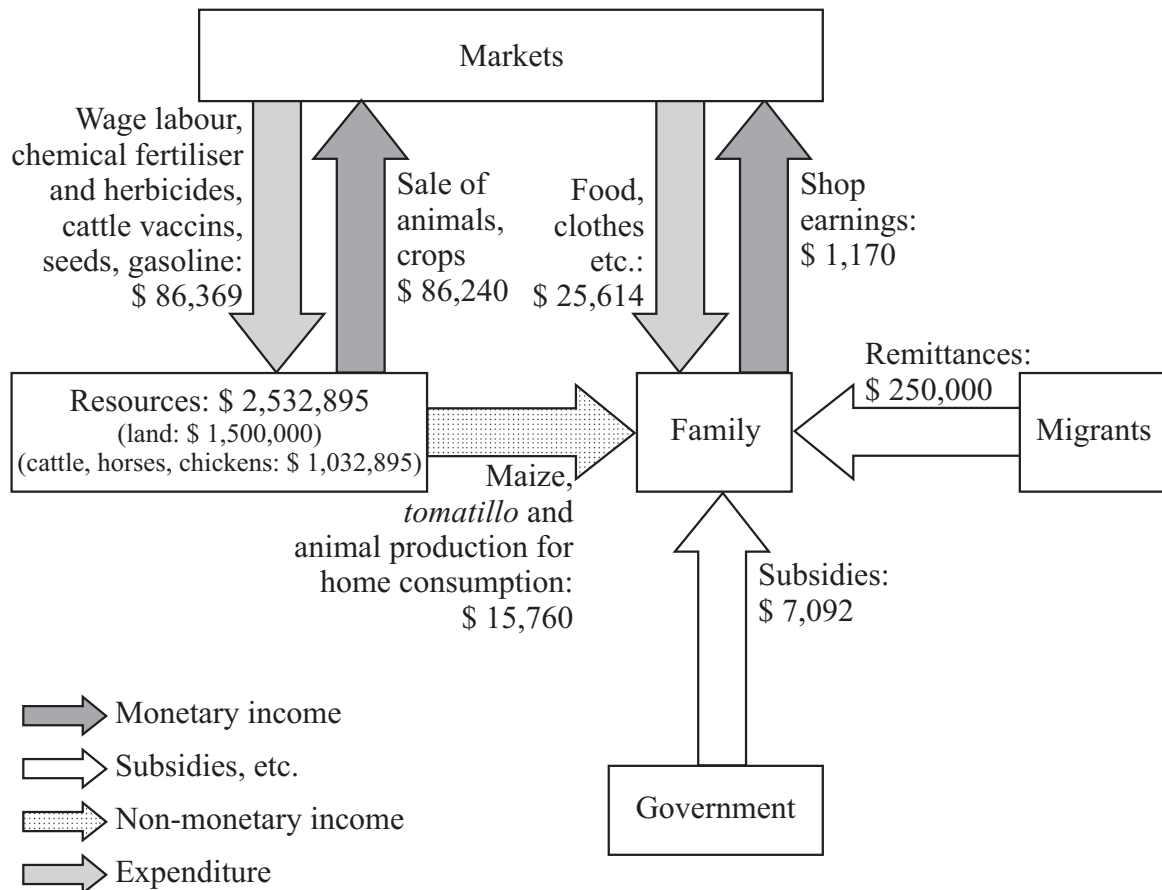 Markets
Wage labour,
chemical fertiliser
and herbicides,
cattle vaccins,
seeds, gasoline:
$ 86,369
Sale of
animals,
crops
$ 86,240
Food,
clothes
etc.:
$ 25,614
Shop
earnings:
$ 1,170
Remittances:
$ 250,000
Resources: $ 2,532,895
(land: $ 1,500,000)
(cattle, horses, chickens: $ 1,032,895)
Family
Migrants
Maize,
tomatillo and
animal production for
home consumption:
$ 15,760
Subsidies:
$ 7,092
Government
Monetary income
Subsidies, etc.
Non-monetary income
Expenditure